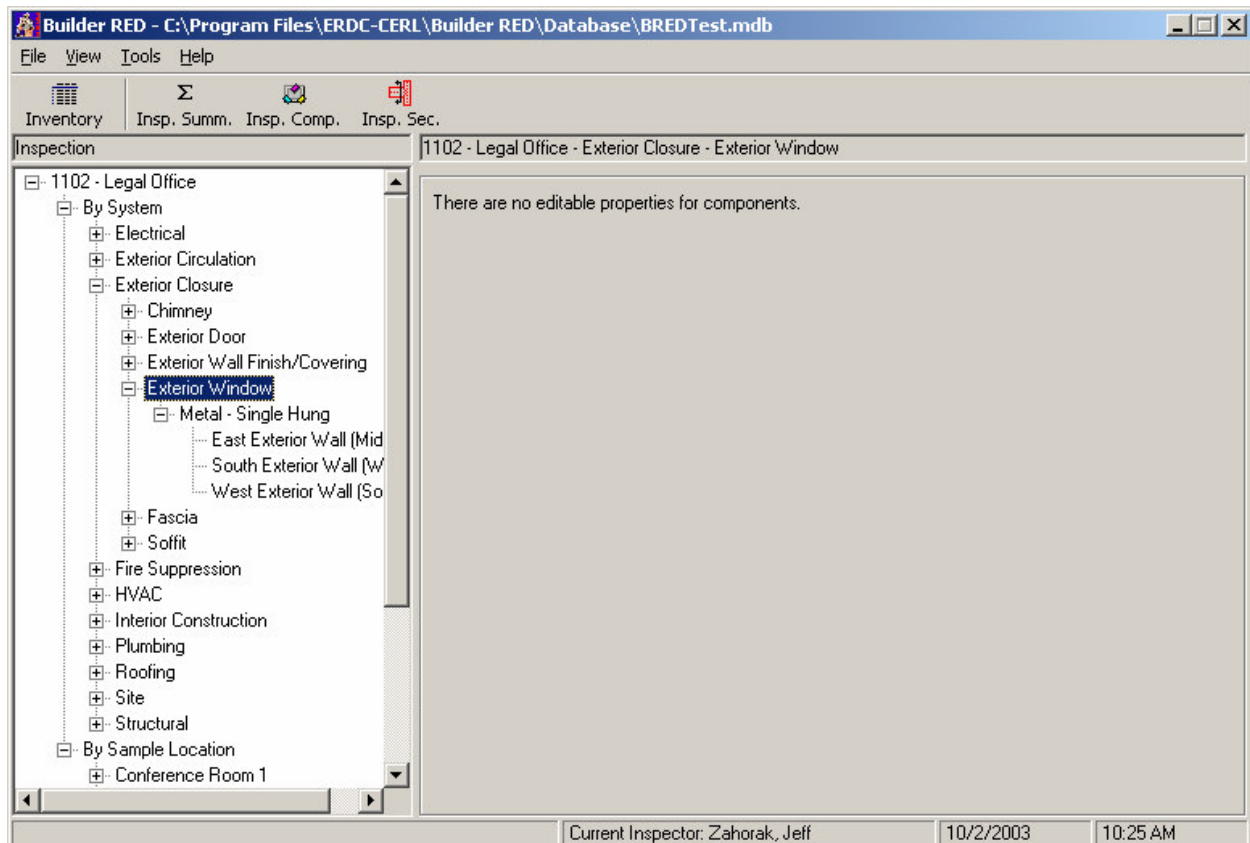 Builder RED - C:\Program Files\ERDC-CERL\Builder RED\Database\BREDTest.mdb
File View Tools Help
Inventory Insp. Summ. Insp. Comp. Insp. Sec.
Inspection
1102 - Legal Office - Exterior Closure - Exterior Window
1102 - Legal Office
By System
Electrical
Exterior Circulation
Exterior Closure
Chimney
Exterior Door
Exterior Wall Finish/Covering
Exterior Window
Metal - Single Hung
East Exterior Wall (Mid
South Exterior Wall (W
West Exterior Wall (So
Fascia
Soffit
Fire Suppression
HVAC
Interior Construction
Plumbing
Roofing
Site
Structural
By Sample Location
Conference Room 1
There are no editable properties for components.
Current Inspector: Zahorak, Jeff 10/2/2003 10:25 AM